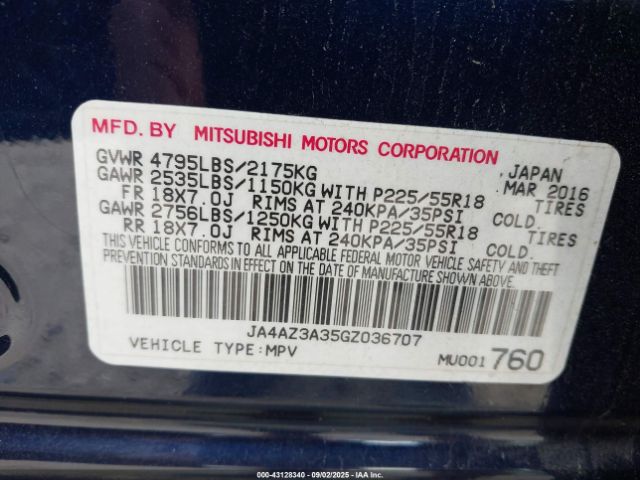 MFD. BY MITSUBISHI MOTORS CORPORATION
GVWR 4795LBS/2175KG JAPAN
GAWR 2535LBS/1150KG WITH P225/55R18 MAR 2016
FR 18X7.0J RIMS AT 240KPA/35PSI COLD. TIRES
GAWR 2756LBS/1250KG WITH P225/55R18 TIRES
RR 18X7.0J RIMS AT 240KPA/35PSI COLD.
THIS VEHICLE CONFORMS TO ALL APPLICABLE FEDERAL MOTOR VEHICLE SAFETY AND THEFT
PREVENTION STANDARDS IN EFFECT ON THE DATE OF MANUFACTURE SHOWN ABOVE.
JA4AZ3A35GZ036707
VEHICLE TYPE:MPV MU001 760
000-43128340 - 09/02/2025 - IAAI.COM